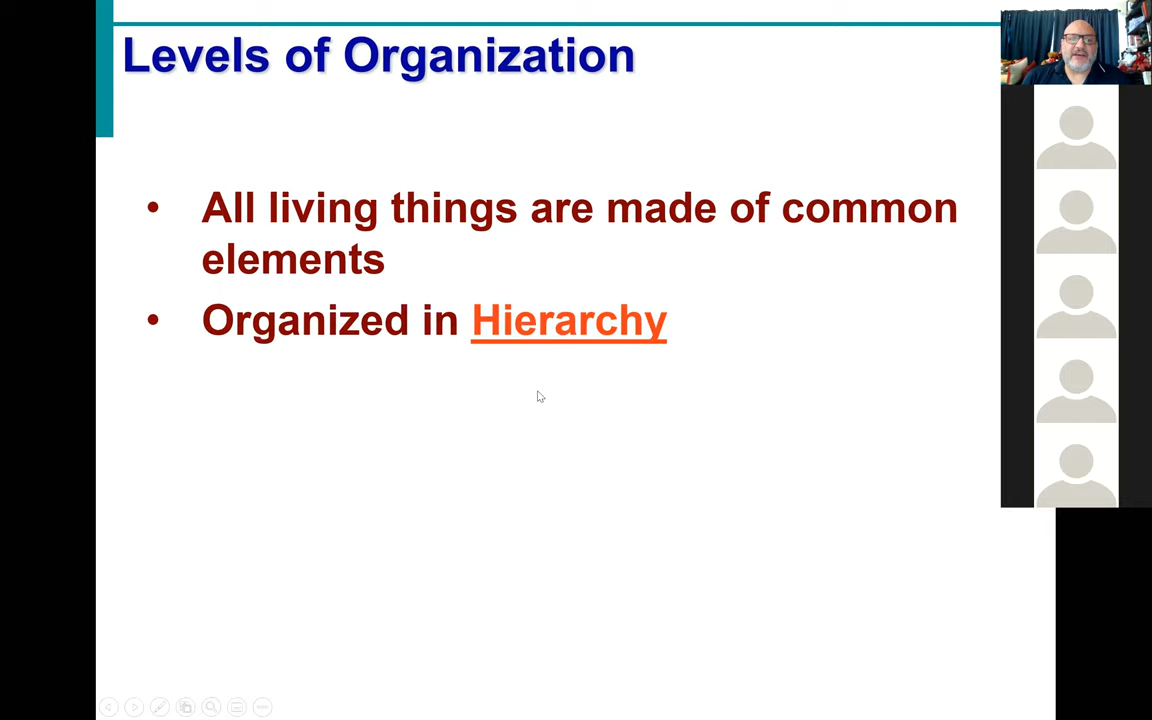 Levels of Organization
• All living things are made of common
elements
• Organized in Hierarchy